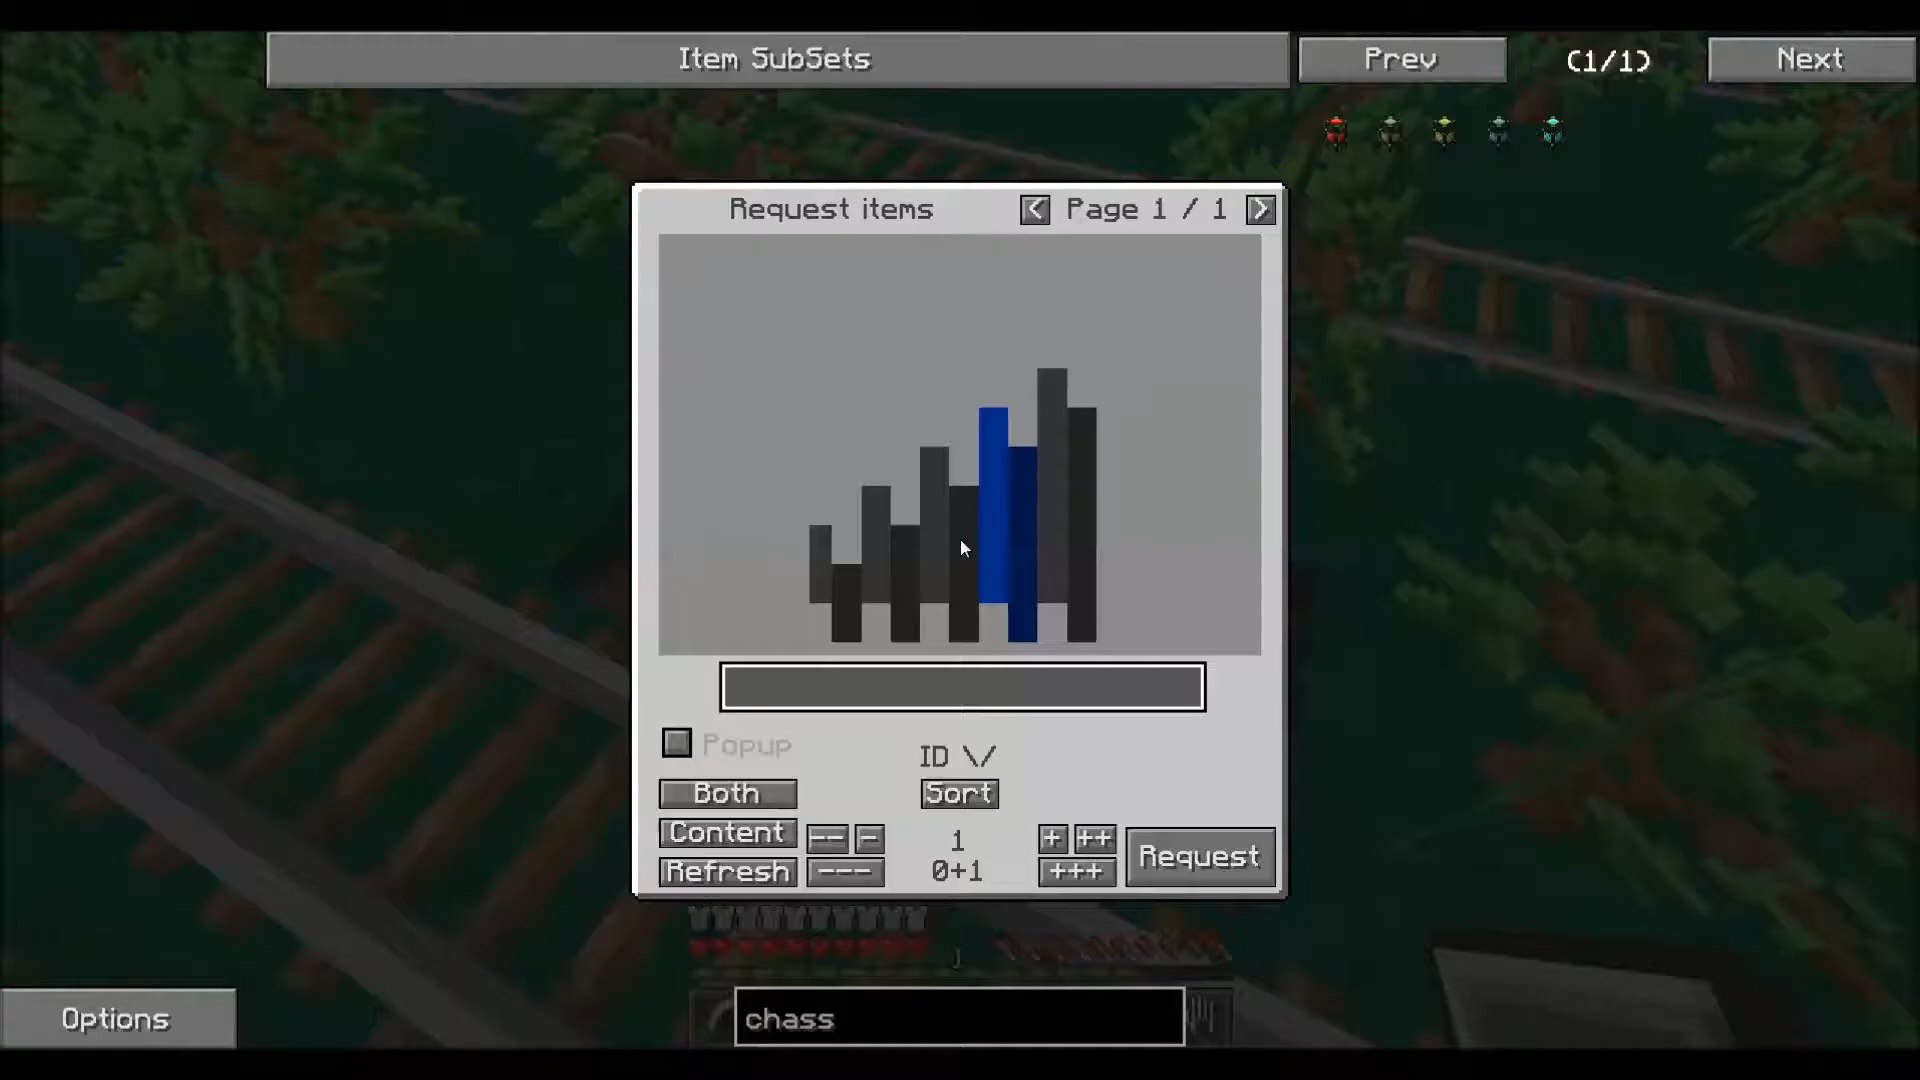 Item SubSets
Prev (1/1) Next
Request items < Page 1 / 1 >
Popup
ID \/
Both Sort
Content -- - 1 + ++
Refresh --- 0+1 +++ Request
Options
chass